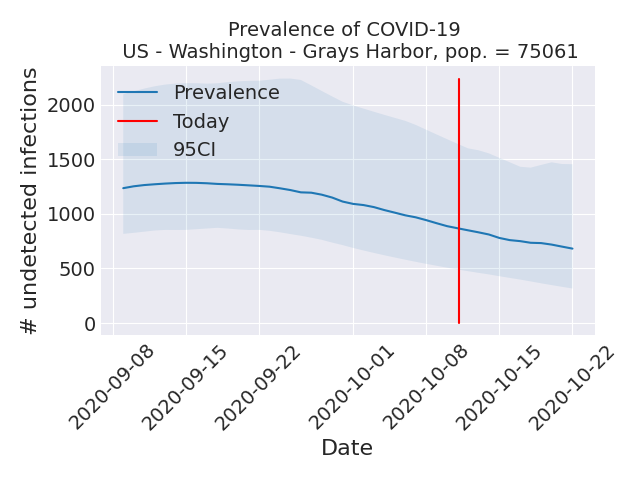 Prevalence of COVID-19
US - Washington - Grays Harbor, pop. = 75061
# undetected infections
2000
1500
1000
500
0
Prevalence
Today
95CI
2020-09-08
2020-09-15
2020-09-22
2020-10-01
2020-10-08
2020-10-15
2020-10-22
Date